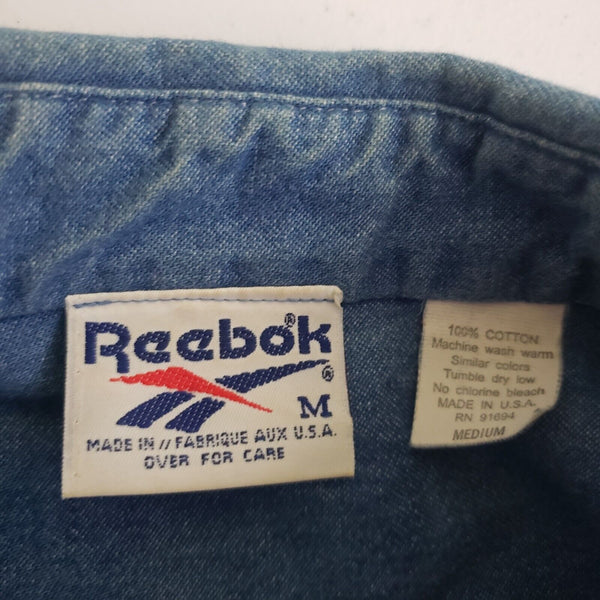 Reebok®
®
M
MADE IN // FABRIQUE AUX U.S.A.
OVER FOR CARE
100% COTTON
Machine wash warm
Similar colors
Tumble dry low
No chlorine bleach
MADE IN U.S.A.
RN 91694
MEDIUM